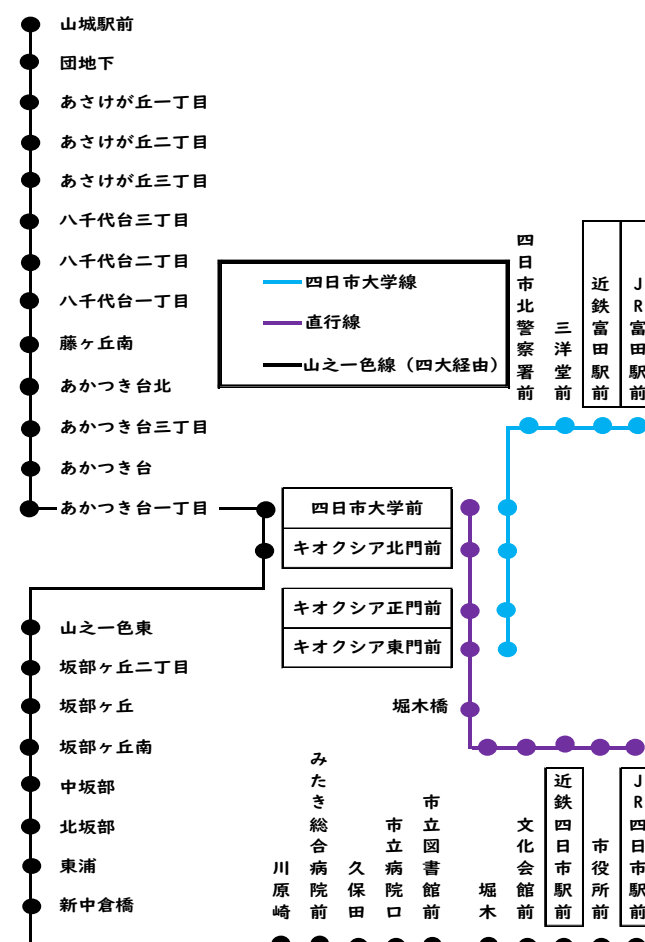 山城駅前
団地下
あさけが丘一丁目
あさけが丘二丁目
あさけが丘三丁目
八千代台三丁目
八千代台二丁目
八千代台一丁目
藤ヶ丘南
あかつき台北
あかつき台三丁目
あかつき台
あかつき台一丁目
四日市大学線
直行線
山之一色線（四大経由）
四日市北警察署前
三洋堂前
近鉄富田駅前
JR富田駅前
四日市大学前
キオクシア北門前
キオクシア正門前
キオクシア東門前
堀木橋
山之一色東
坂部ヶ丘二丁目
坂部ヶ丘
坂部ヶ丘南
中坂部
北坂部
東浦
新中倉橋
川原崎
みたき総合病院前
久保田
市立病院口
市立図書館前
堀木
文化会館前
近鉄四日市駅前
市役所前
JR四日市駅前